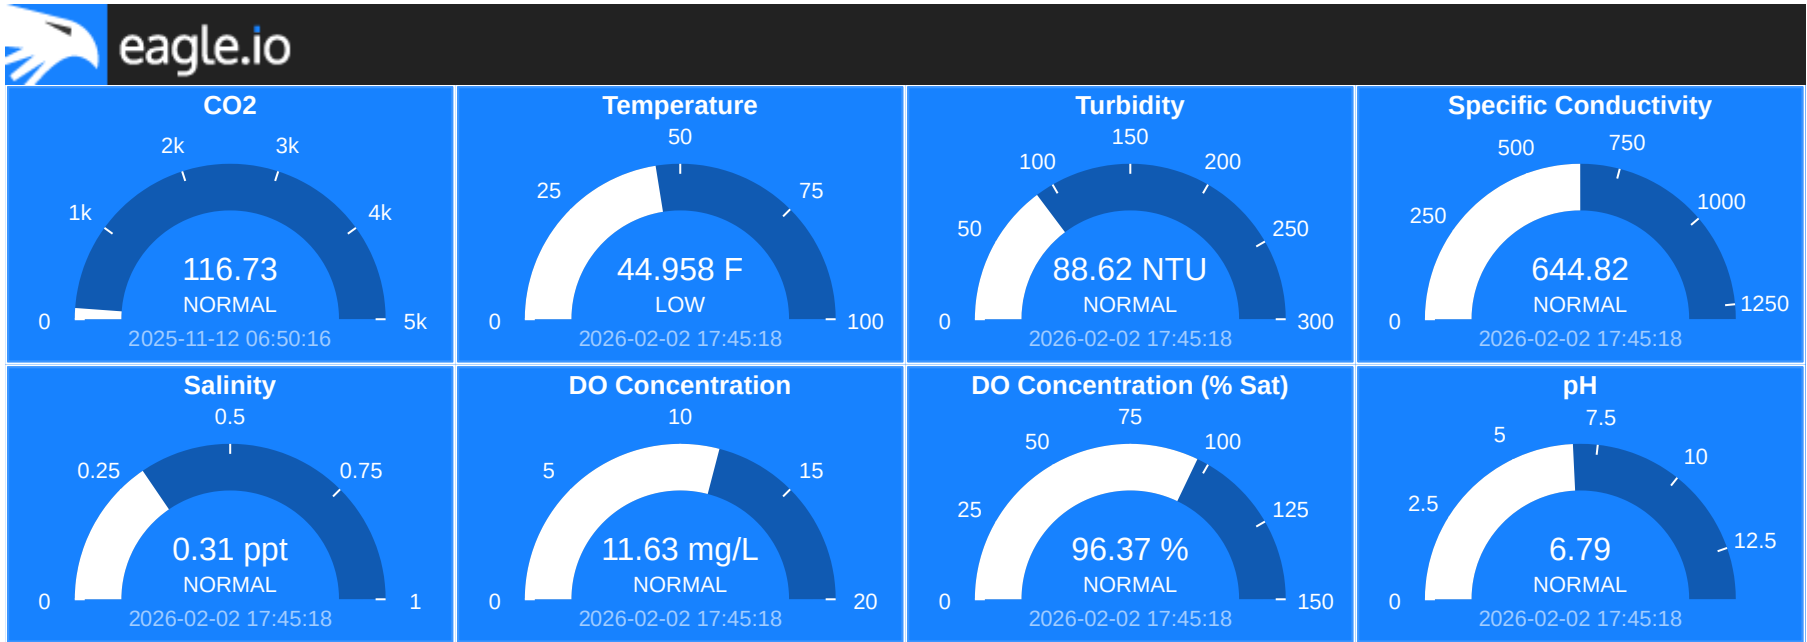 eagle.io
CO2
0
1k
2k
3k
4k
5k
116.73
NORMAL
2025-11-12 06:50:16
Temperature
0
25
50
75
100
44.958 F
LOW
2026-02-02 17:45:18
Turbidity
0
50
100
150
200
250
300
88.62 NTU
NORMAL
2026-02-02 17:45:18
Specific Conductivity
0
250
500
750
1000
1250
644.82
NORMAL
2026-02-02 17:45:18
Salinity
0
0.25
0.5
0.75
1
0.31 ppt
NORMAL
2026-02-02 17:45:18
DO Concentration
0
5
10
15
20
11.63 mg/L
NORMAL
2026-02-02 17:45:18
DO Concentration (% Sat)
0
25
50
75
100
125
150
96.37 %
NORMAL
2026-02-02 17:45:18
pH
0
2.5
5
7.5
10
12.5
6.79
NORMAL
2026-02-02 17:45:18